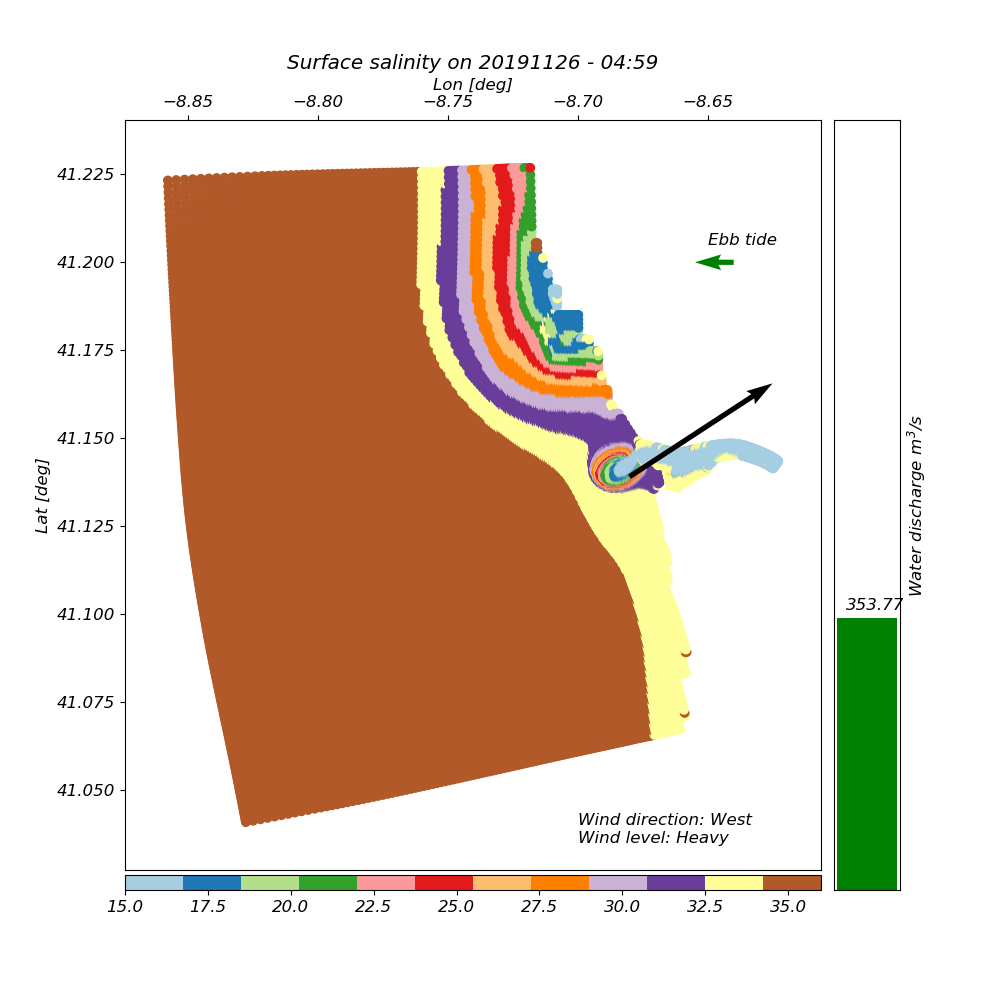 Surface salinity on 20191126 - 04:59
Lon [deg]
−8.85 −8.80 −8.75 −8.70 −8.65
41.225
41.200
41.175
41.150
41.125
41.100
41.075
41.050
Lat [deg]
Ebb tide
Wind direction: West
Wind level: Heavy
15.0 17.5 20.0 22.5 25.0 27.5 30.0 32.5 35.0
353.77
Water discharge m³/s